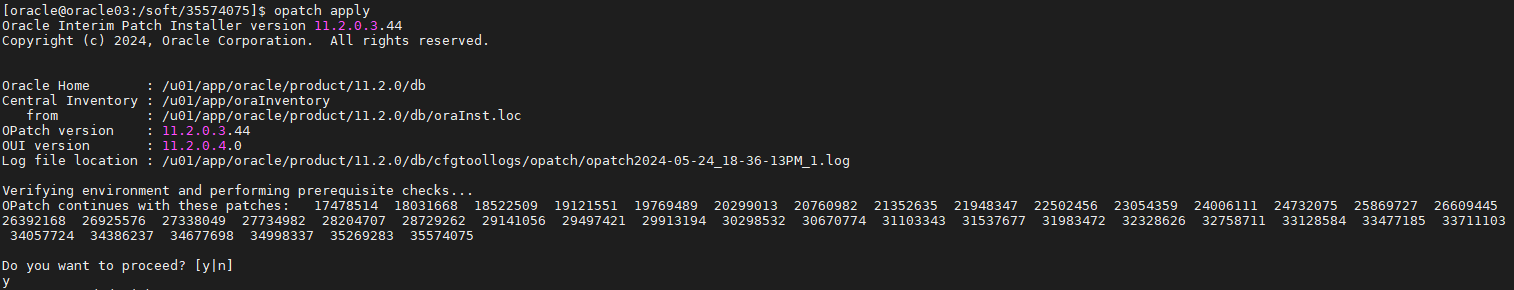 [oracle@oracle03:/soft/35574075]$ opatch apply
Oracle Interim Patch Installer version 11.2.0.3.44
Copyright (c) 2024, Oracle Corporation.  All rights reserved.
Oracle Home       : /u01/app/oracle/product/11.2.0/db
Central Inventory : /u01/app/oraInventory
   from           : /u01/app/oracle/product/11.2.0/db/oraInst.loc
OPatch version    : 11.2.0.3.44
OUI version       : 11.2.0.4.0
Log file location : /u01/app/oracle/product/11.2.0/db/cfgtoollogs/opatch/opatch2024-05-24_18-36-13PM_1.log
Verifying environment and performing prerequisite checks...
OPatch continues with these patches:   17478514  18031668  18522509  19121551  19769489  20299013  20760982  21352635  21948347  22502456  23054359  24006111  24732075  25869727  26609445
26392168  26925576  27338049  27734982  28204707  28729262  29141056  29497421  29913194  30298532  30670774  31103343  31537677  31983472  32328626  32758711  33128584  33477185  33711103
 34057724  34386237  34677698  34998337  35269283  35574075
Do you want to proceed? [y|n]
y